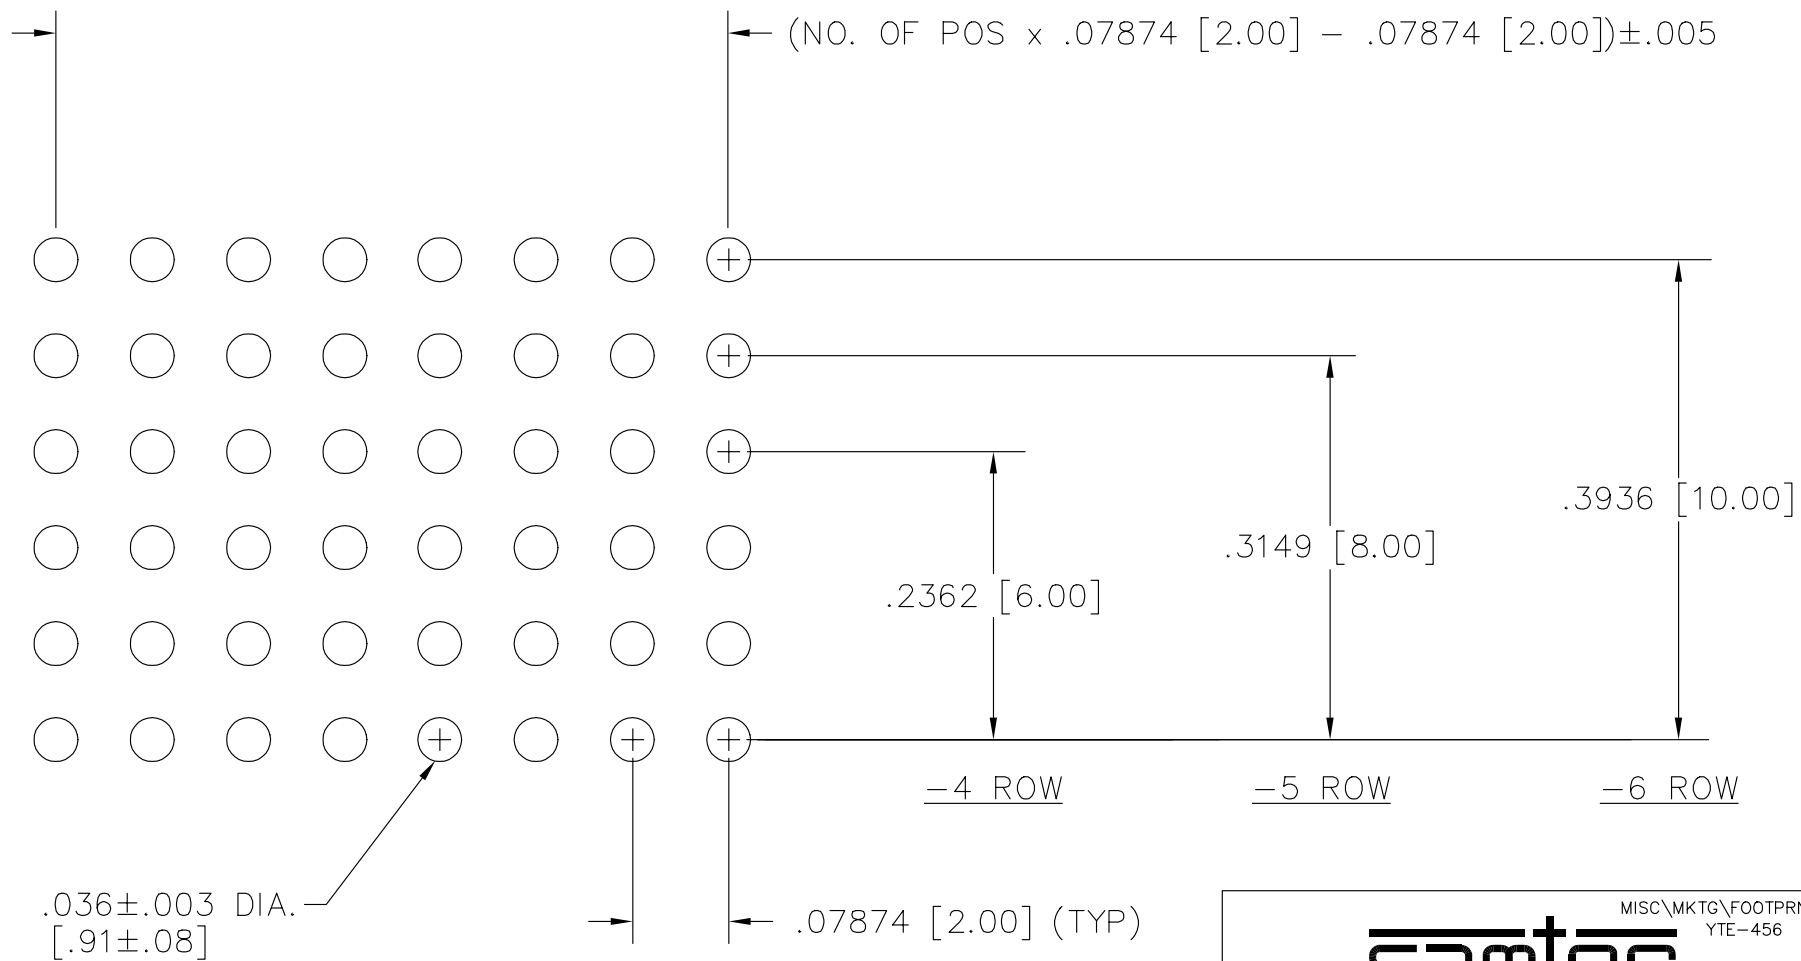 (NO. OF POS x .07874 [2.00] – .07874 [2.00])±.005
.3936 [10.00]
.3149 [8.00]
.2362 [6.00]
–4 ROW
–5 ROW
–6 ROW
.036±.003 DIA.
[.91±.08]
.07874 [2.00] (TYP)
YTE–456